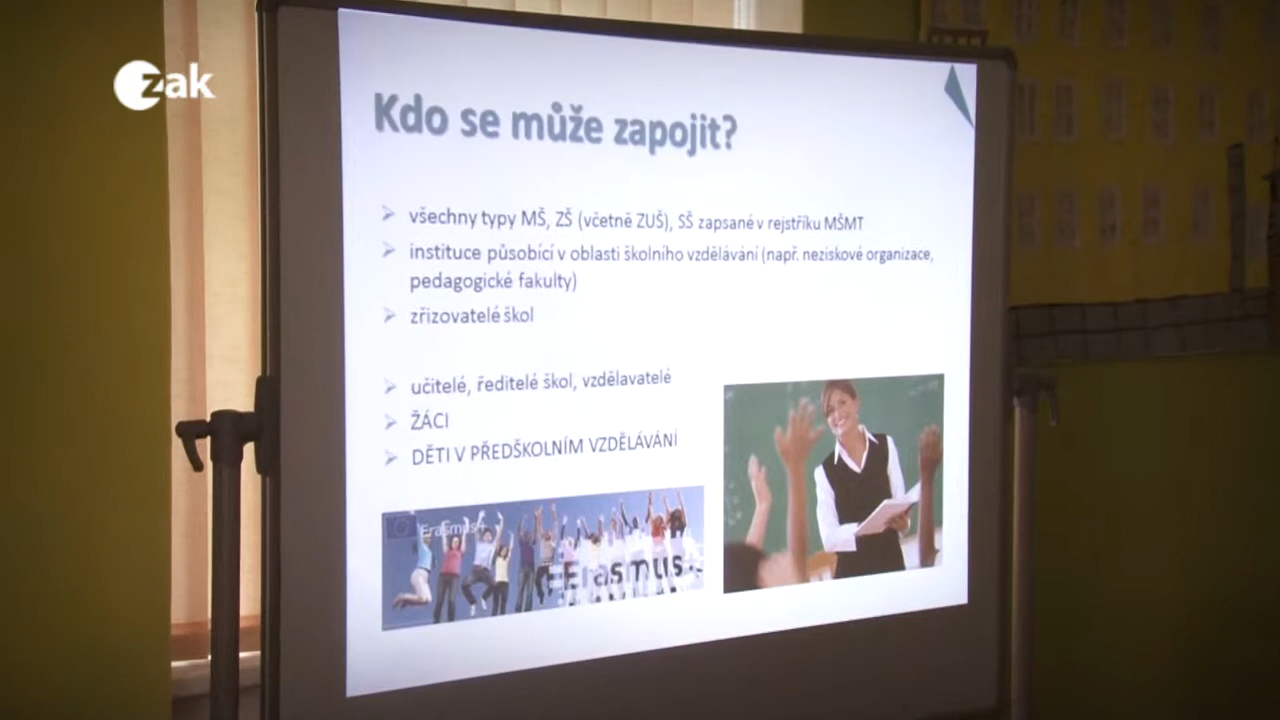 zak
Kdo se může zapojit?
všechny typy MŠ, ZŠ (včetně ZUŠ), SŠ zapsané v rejstříku MŠMT
instituce působící v oblasti školního vzdělávání (např. neziskové organizace,
pedagogické fakulty)
zřizovatelé škol
učitelé, ředitelé škol, vzdělavatelé
ŽÁCI
DĚTI V PŘEDŠKOLNÍM VZDĚLÁVÁNÍ
Erasmus+
Erasmus+